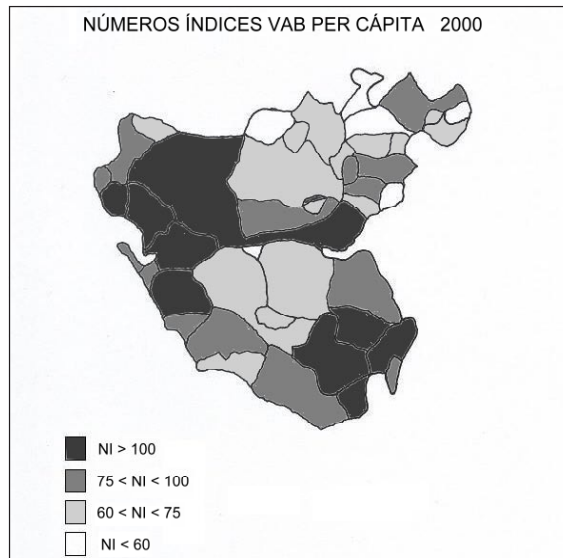 NÚMEROS ÍNDICES VAB PER CÁPITA 2000
NI > 100
75 < NI < 100
60 < NI < 75
NI < 60